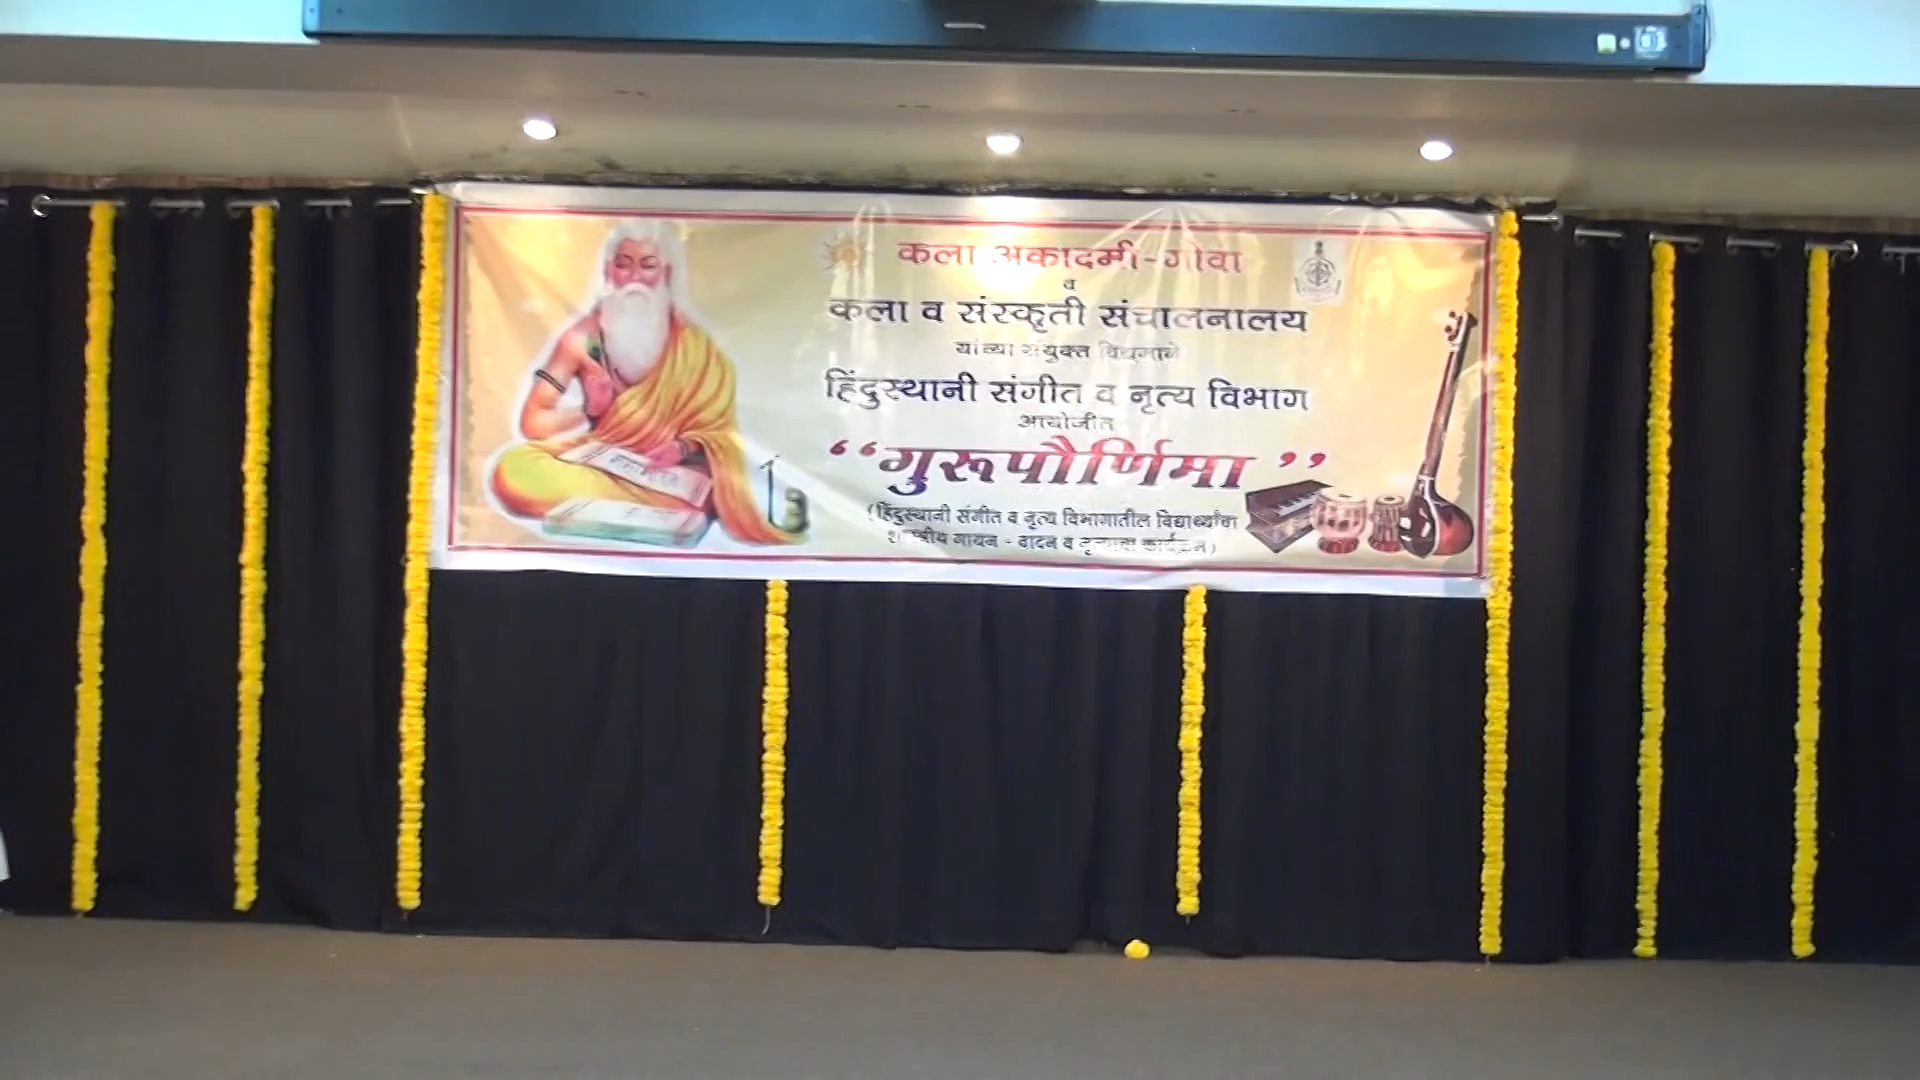 कला अकादमी-गोवा
व
कला व संस्कृती संचालनालय
यांच्या संयुक्त विद्यमाने
हिंदुस्थानी संगीत व नृत्य विभाग
आयोजीत
“गुरूपौर्णिमा ”
(हिंदुस्थानी संगीत व नृत्य विभागातील विद्यार्थ्यांचा
शास्त्रीय गायन - वादन व नृत्याचा कार्यक्रम)